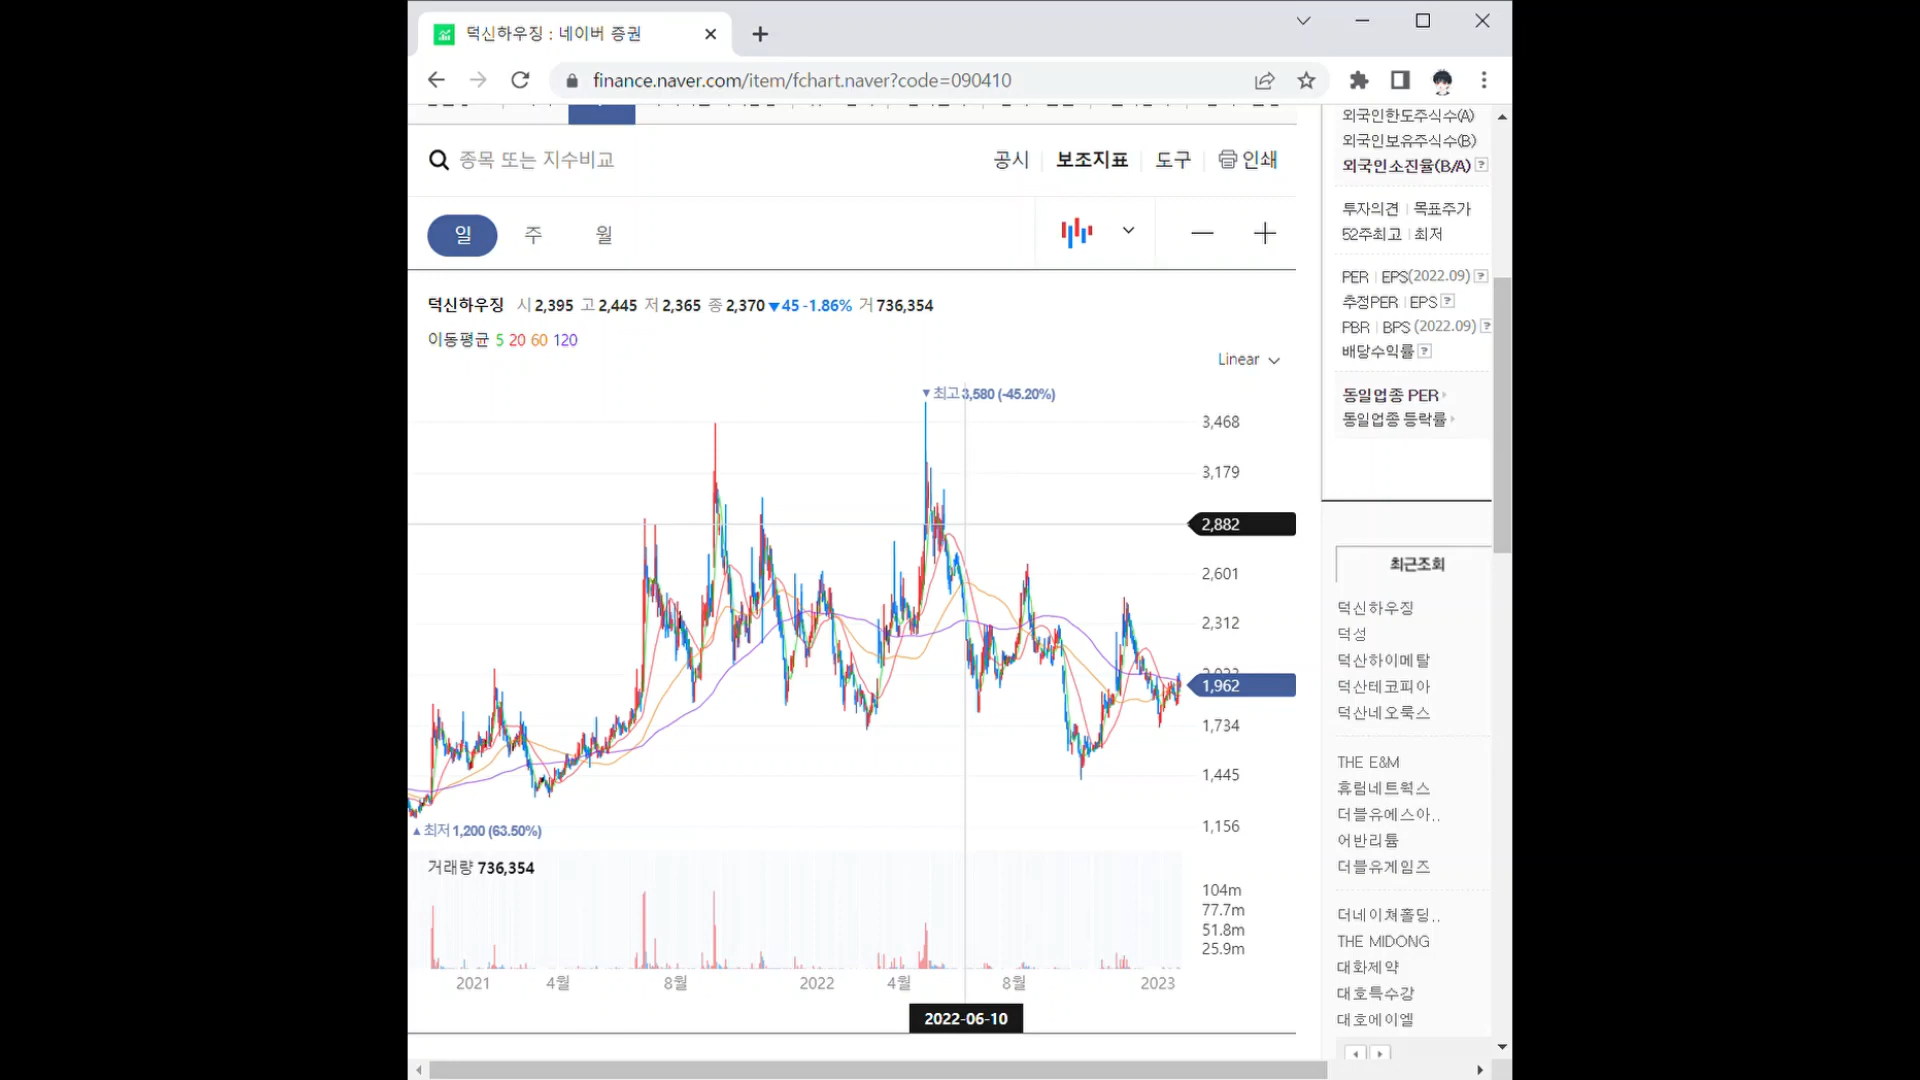 덕신하우징 : 네이버 증권
finance.naver.com/item/fchart.naver?code=090410
종목 또는 지수비교
공시 보조지표 도구 인쇄
일 주 월
덕신하우징 시 2,395 고 2,445 저 2,365 종 2,370 ▼45 -1.86% 거 736,354
이동평균 5 20 60 120
Linear
▼최고 3,580 (-45.20%)
3,468
3,179
2,882
2,601
2,312
1,962
1,734
1,445
1,156
▲최저 1,200 (63.50%)
거래량 736,354
104m
77.7m
51.8m
25.9m
2021 4월 8월 2022 4월 8월 2023
2022-06-10
외국인한도주식수(A)
외국인보유주식수(B)
외국인소진율(B/A) ?
투자의견 | 목표주가
52주최고 | 최저
PER | EPS(2022.09) ?
추정PER | EPS ?
PBR | BPS (2022.09) ?
배당수익률 ?
동일업종 PER
동일업종 등락률
최근조회
덕신하우징
덕성
덕산하이메탈
덕산테코피아
덕산네오룩스
THE E&M
휴림네트웍스
더블유에스아..
어반리튬
더블유게임즈
더네이쳐홀딩..
THE MIDONG
대화제약
대호특수강
대호에이엘